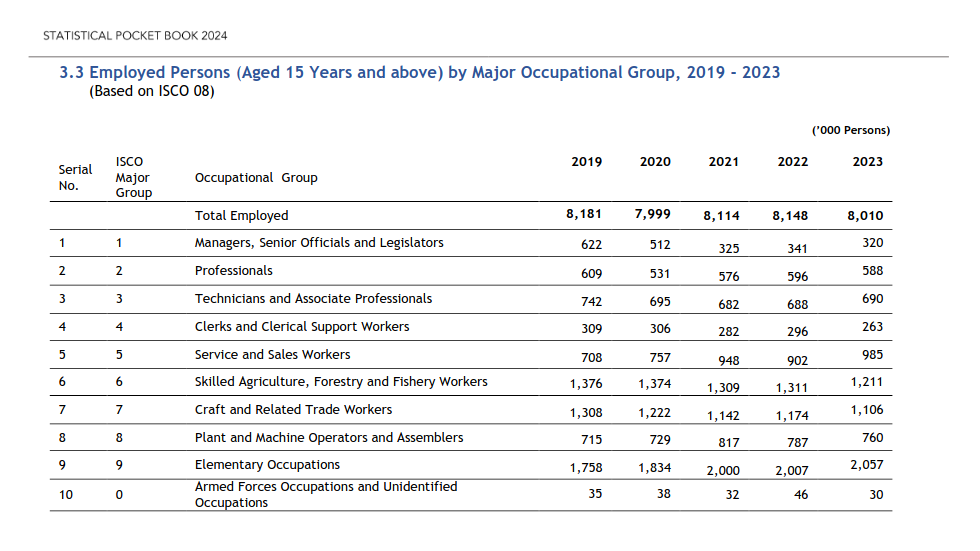 STATISTICAL POCKET BOOK 2024
3.3 Employed Persons (Aged 15 Years and above) by Major Occupational Group, 2019 - 2023
(Based on ISCO 08)
(’000 Persons)
Serial No. ISCO Major Group Occupational Group 2019 2020 2021 2022 2023
Total Employed 8,181 7,999 8,114 8,148 8,010
1 1 Managers, Senior Officials and Legislators 622 512 325 341 320
2 2 Professionals 609 531 576 596 588
3 3 Technicians and Associate Professionals 742 695 682 688 690
4 4 Clerks and Clerical Support Workers 309 306 282 296 263
5 5 Service and Sales Workers 708 757 948 902 985
6 6 Skilled Agriculture, Forestry and Fishery Workers 1,376 1,374 1,309 1,311 1,211
7 7 Craft and Related Trade Workers 1,308 1,222 1,142 1,174 1,106
8 8 Plant and Machine Operators and Assemblers 715 729 817 787 760
9 9 Elementary Occupations 1,758 1,834 2,000 2,007 2,057
10 0 Armed Forces Occupations and Unidentified Occupations 35 38 32 46 30